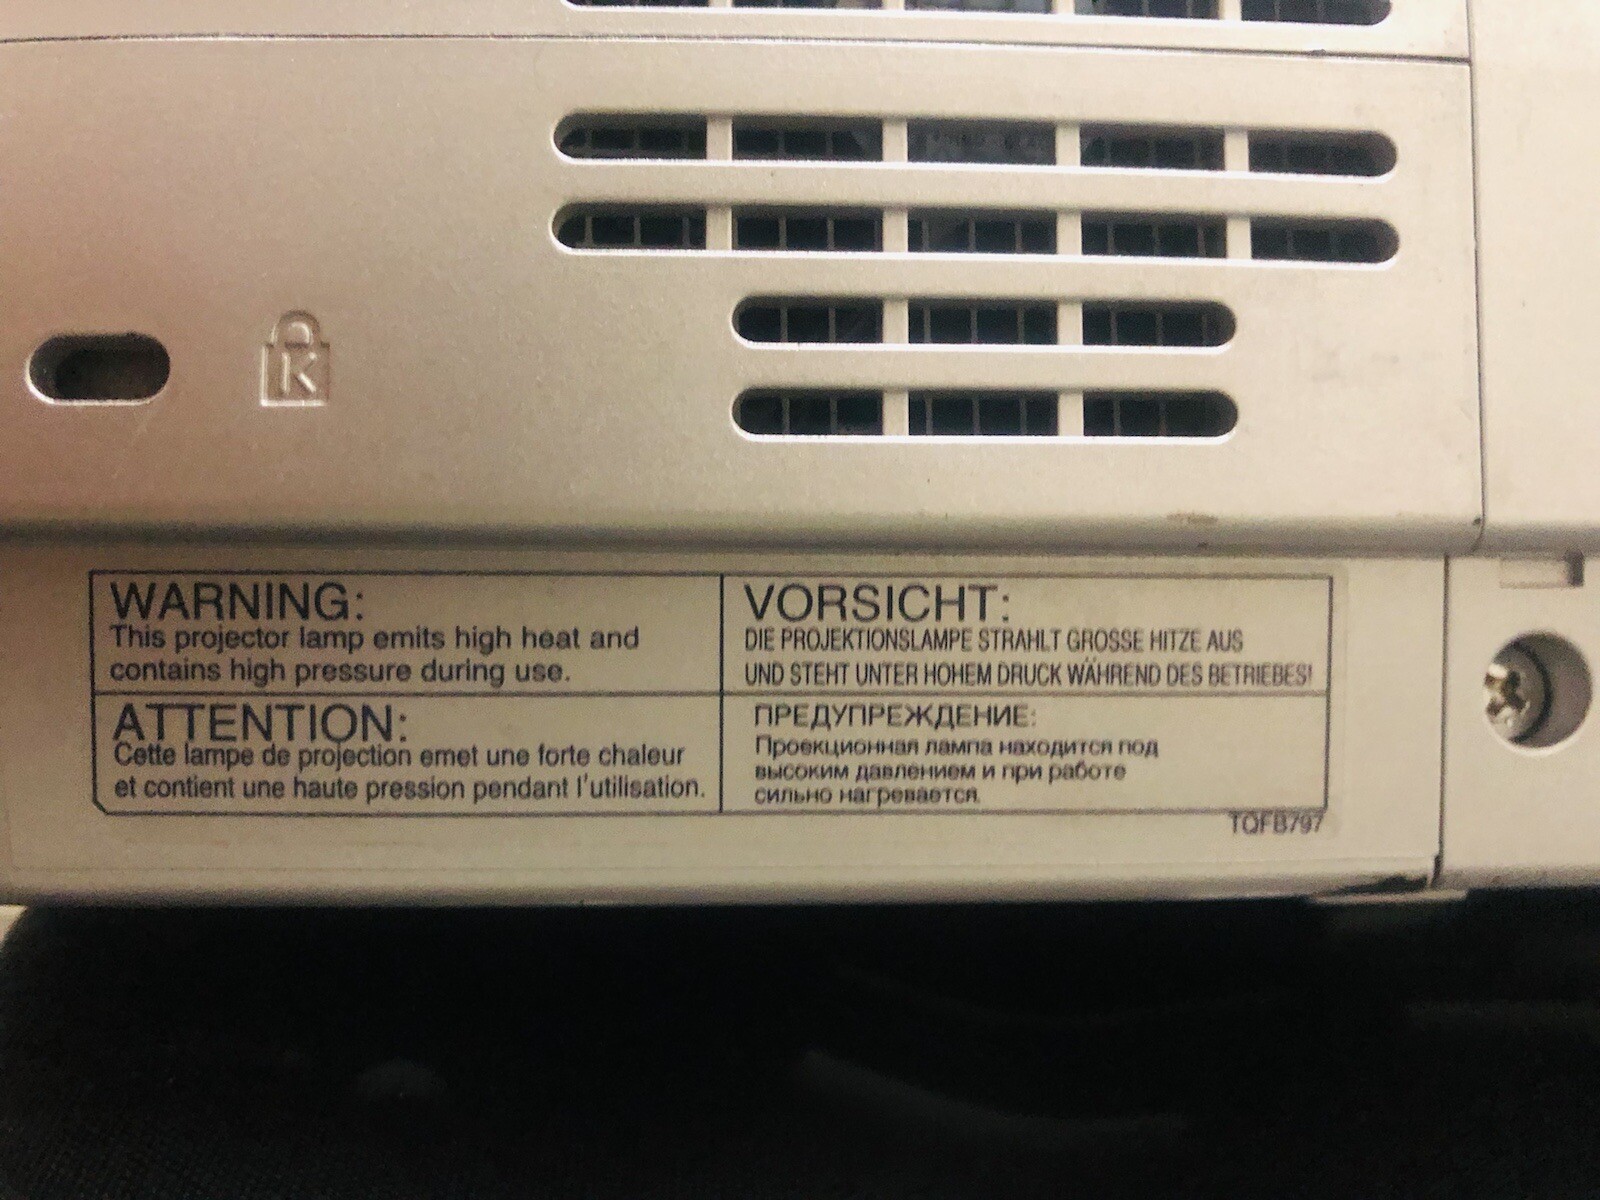 K
WARNING:
This projector lamp emits high heat and
contains high pressure during use.
VORSICHT:
DIE PROJEKTIONSLAMPE STRAHLT GROSSE HITZE AUS
UND STEHT UNTER HOHEM DRUCK WÄHREND DES BETRIEBES!
ATTENTION:
Cette lampe de projection emet une forte chaleur
et contient une haute pression pendant l'utilisation.
ПРЕДУПРЕЖДЕНИЕ:
Проекционная лампа находится под
высоким давлением и при работе
сильно нагревается.
TQFB797